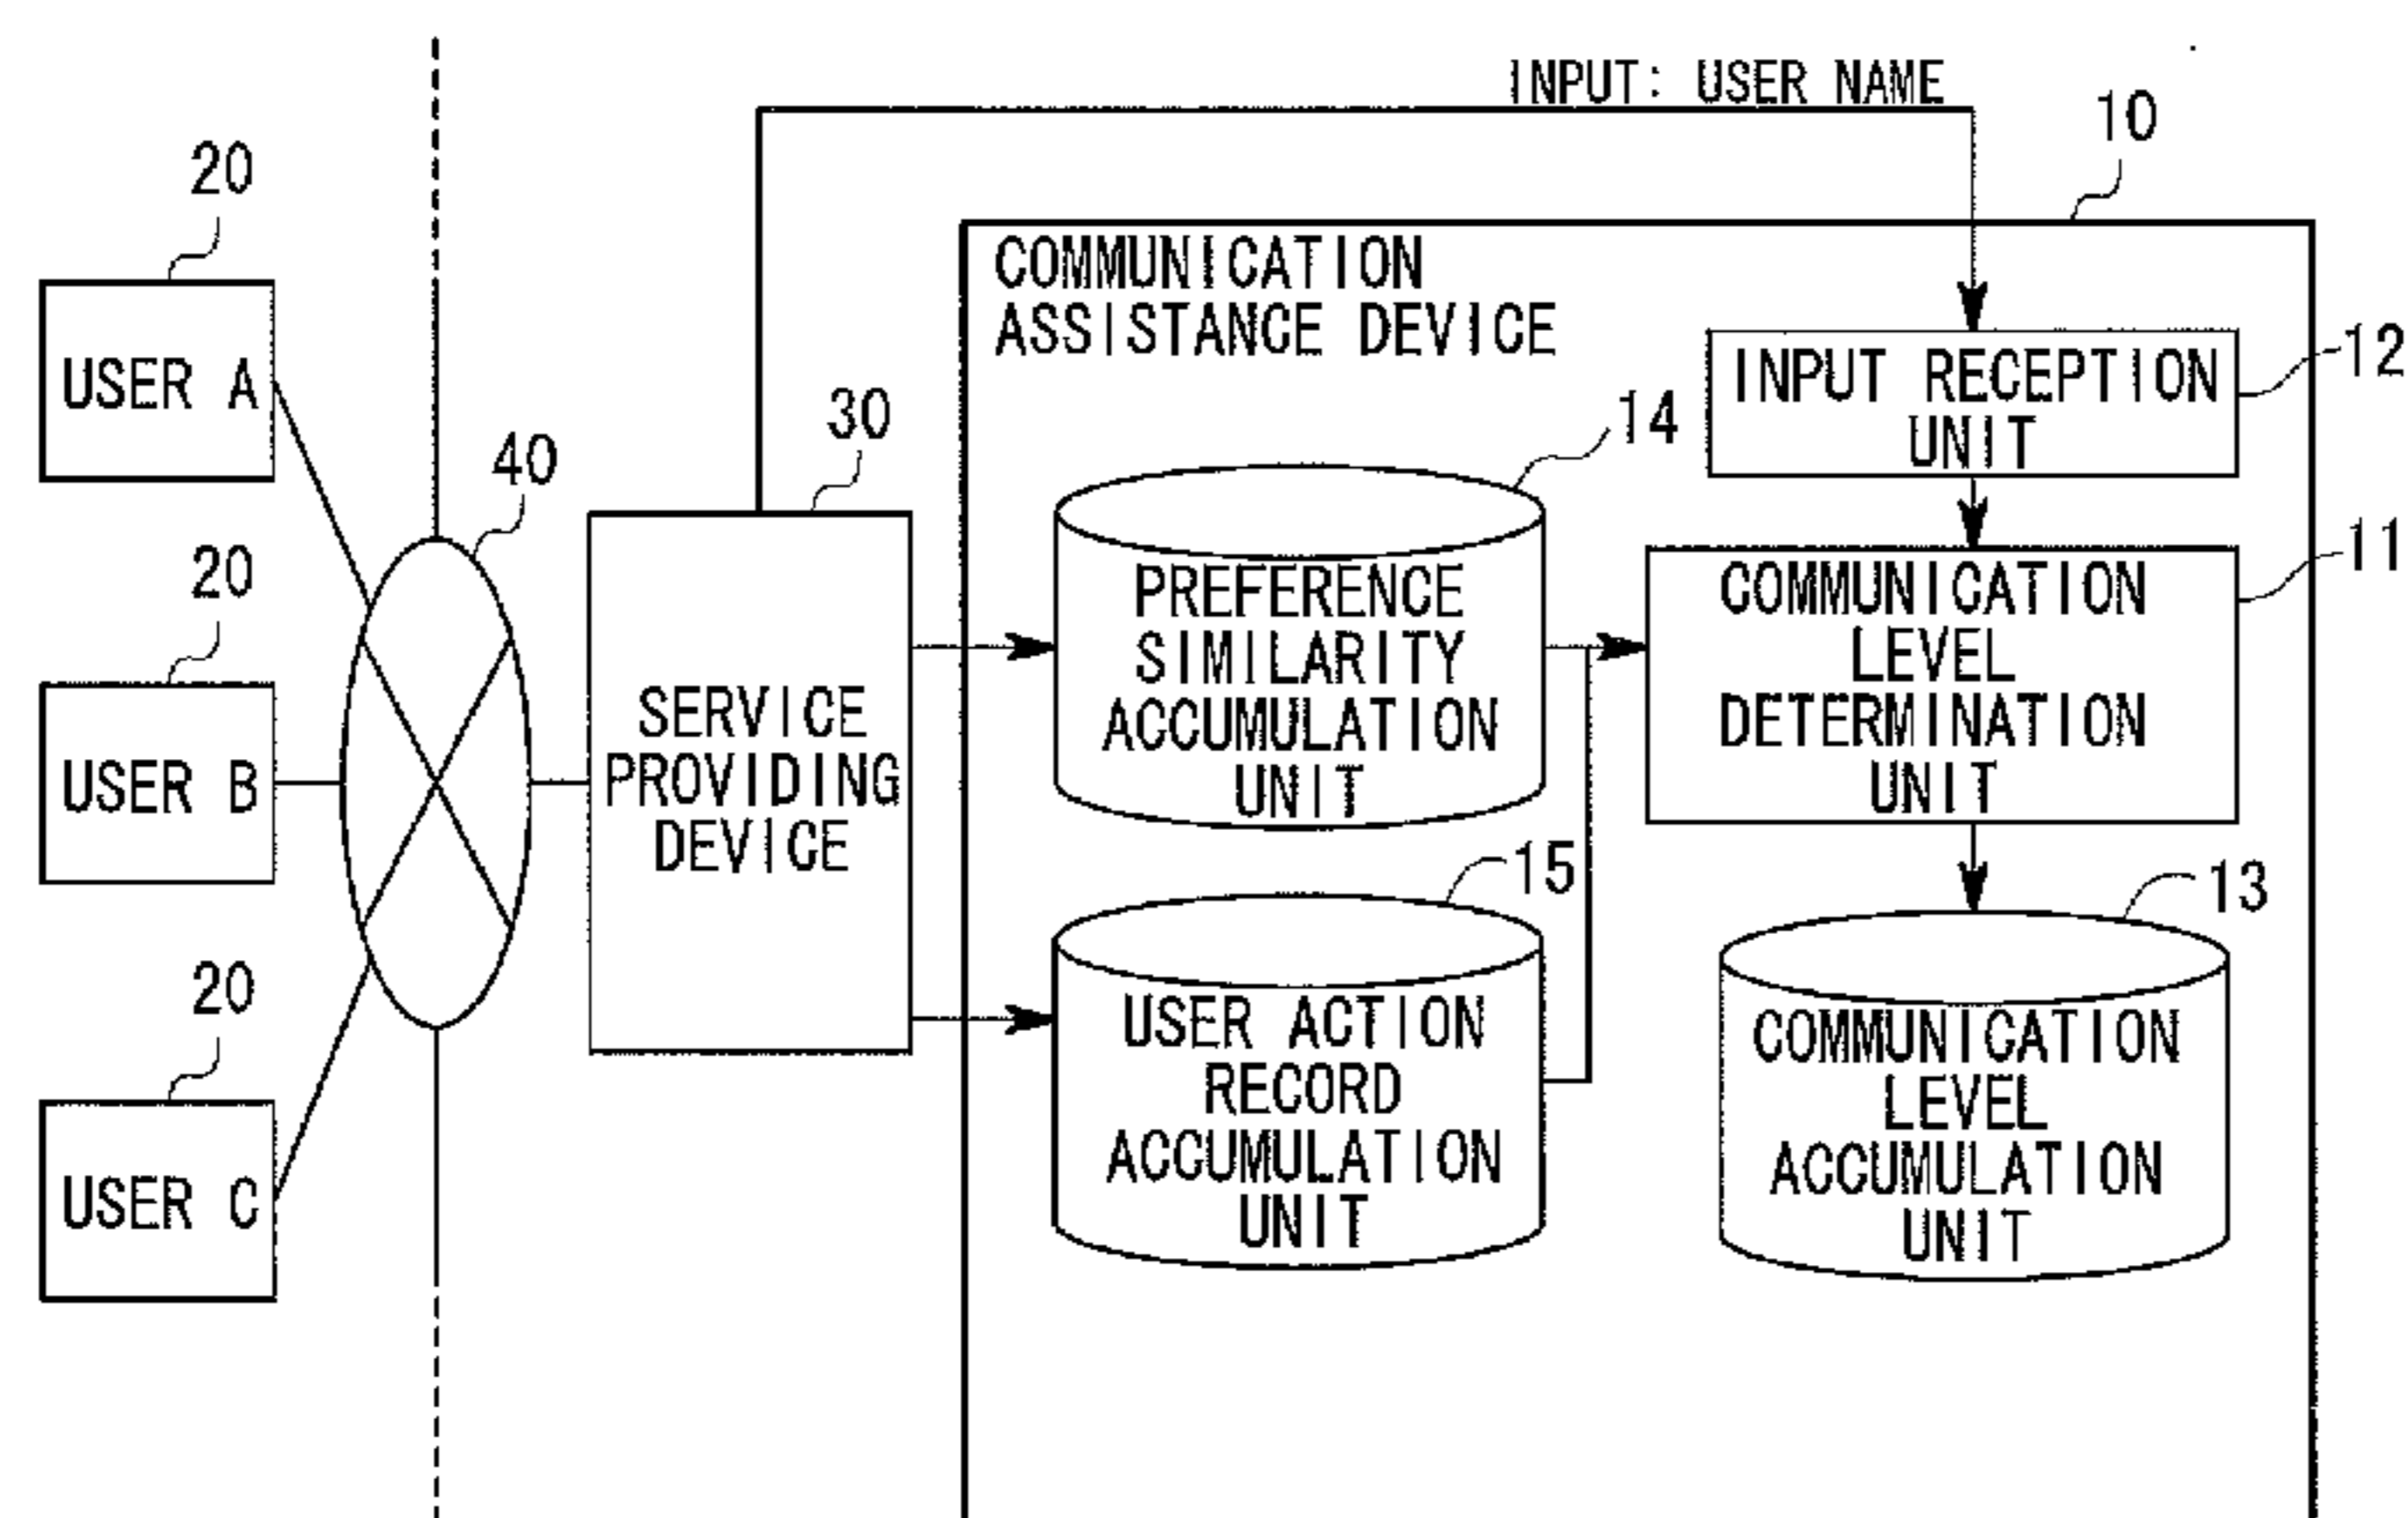 INPUT: USER NAME
10
20
COMMUNICATION
ASSISTANCE DEVICE
USER A
INPUT RECEPTION
UNIT
12
14
30
40
20
11
COMMUNICATION
LEVEL
DETERMINATION
UNIT
PREFERENCE
SIMILARITY
ACCUMULATION
UNIT
SERVICE
PROVIDING
DEVICE
USER B
15
13
20
USER ACTION
RECORD
ACCUMULATION
UNIT
COMMUNICATION
LEVEL
ACCUMULATION
UNIT
USER C